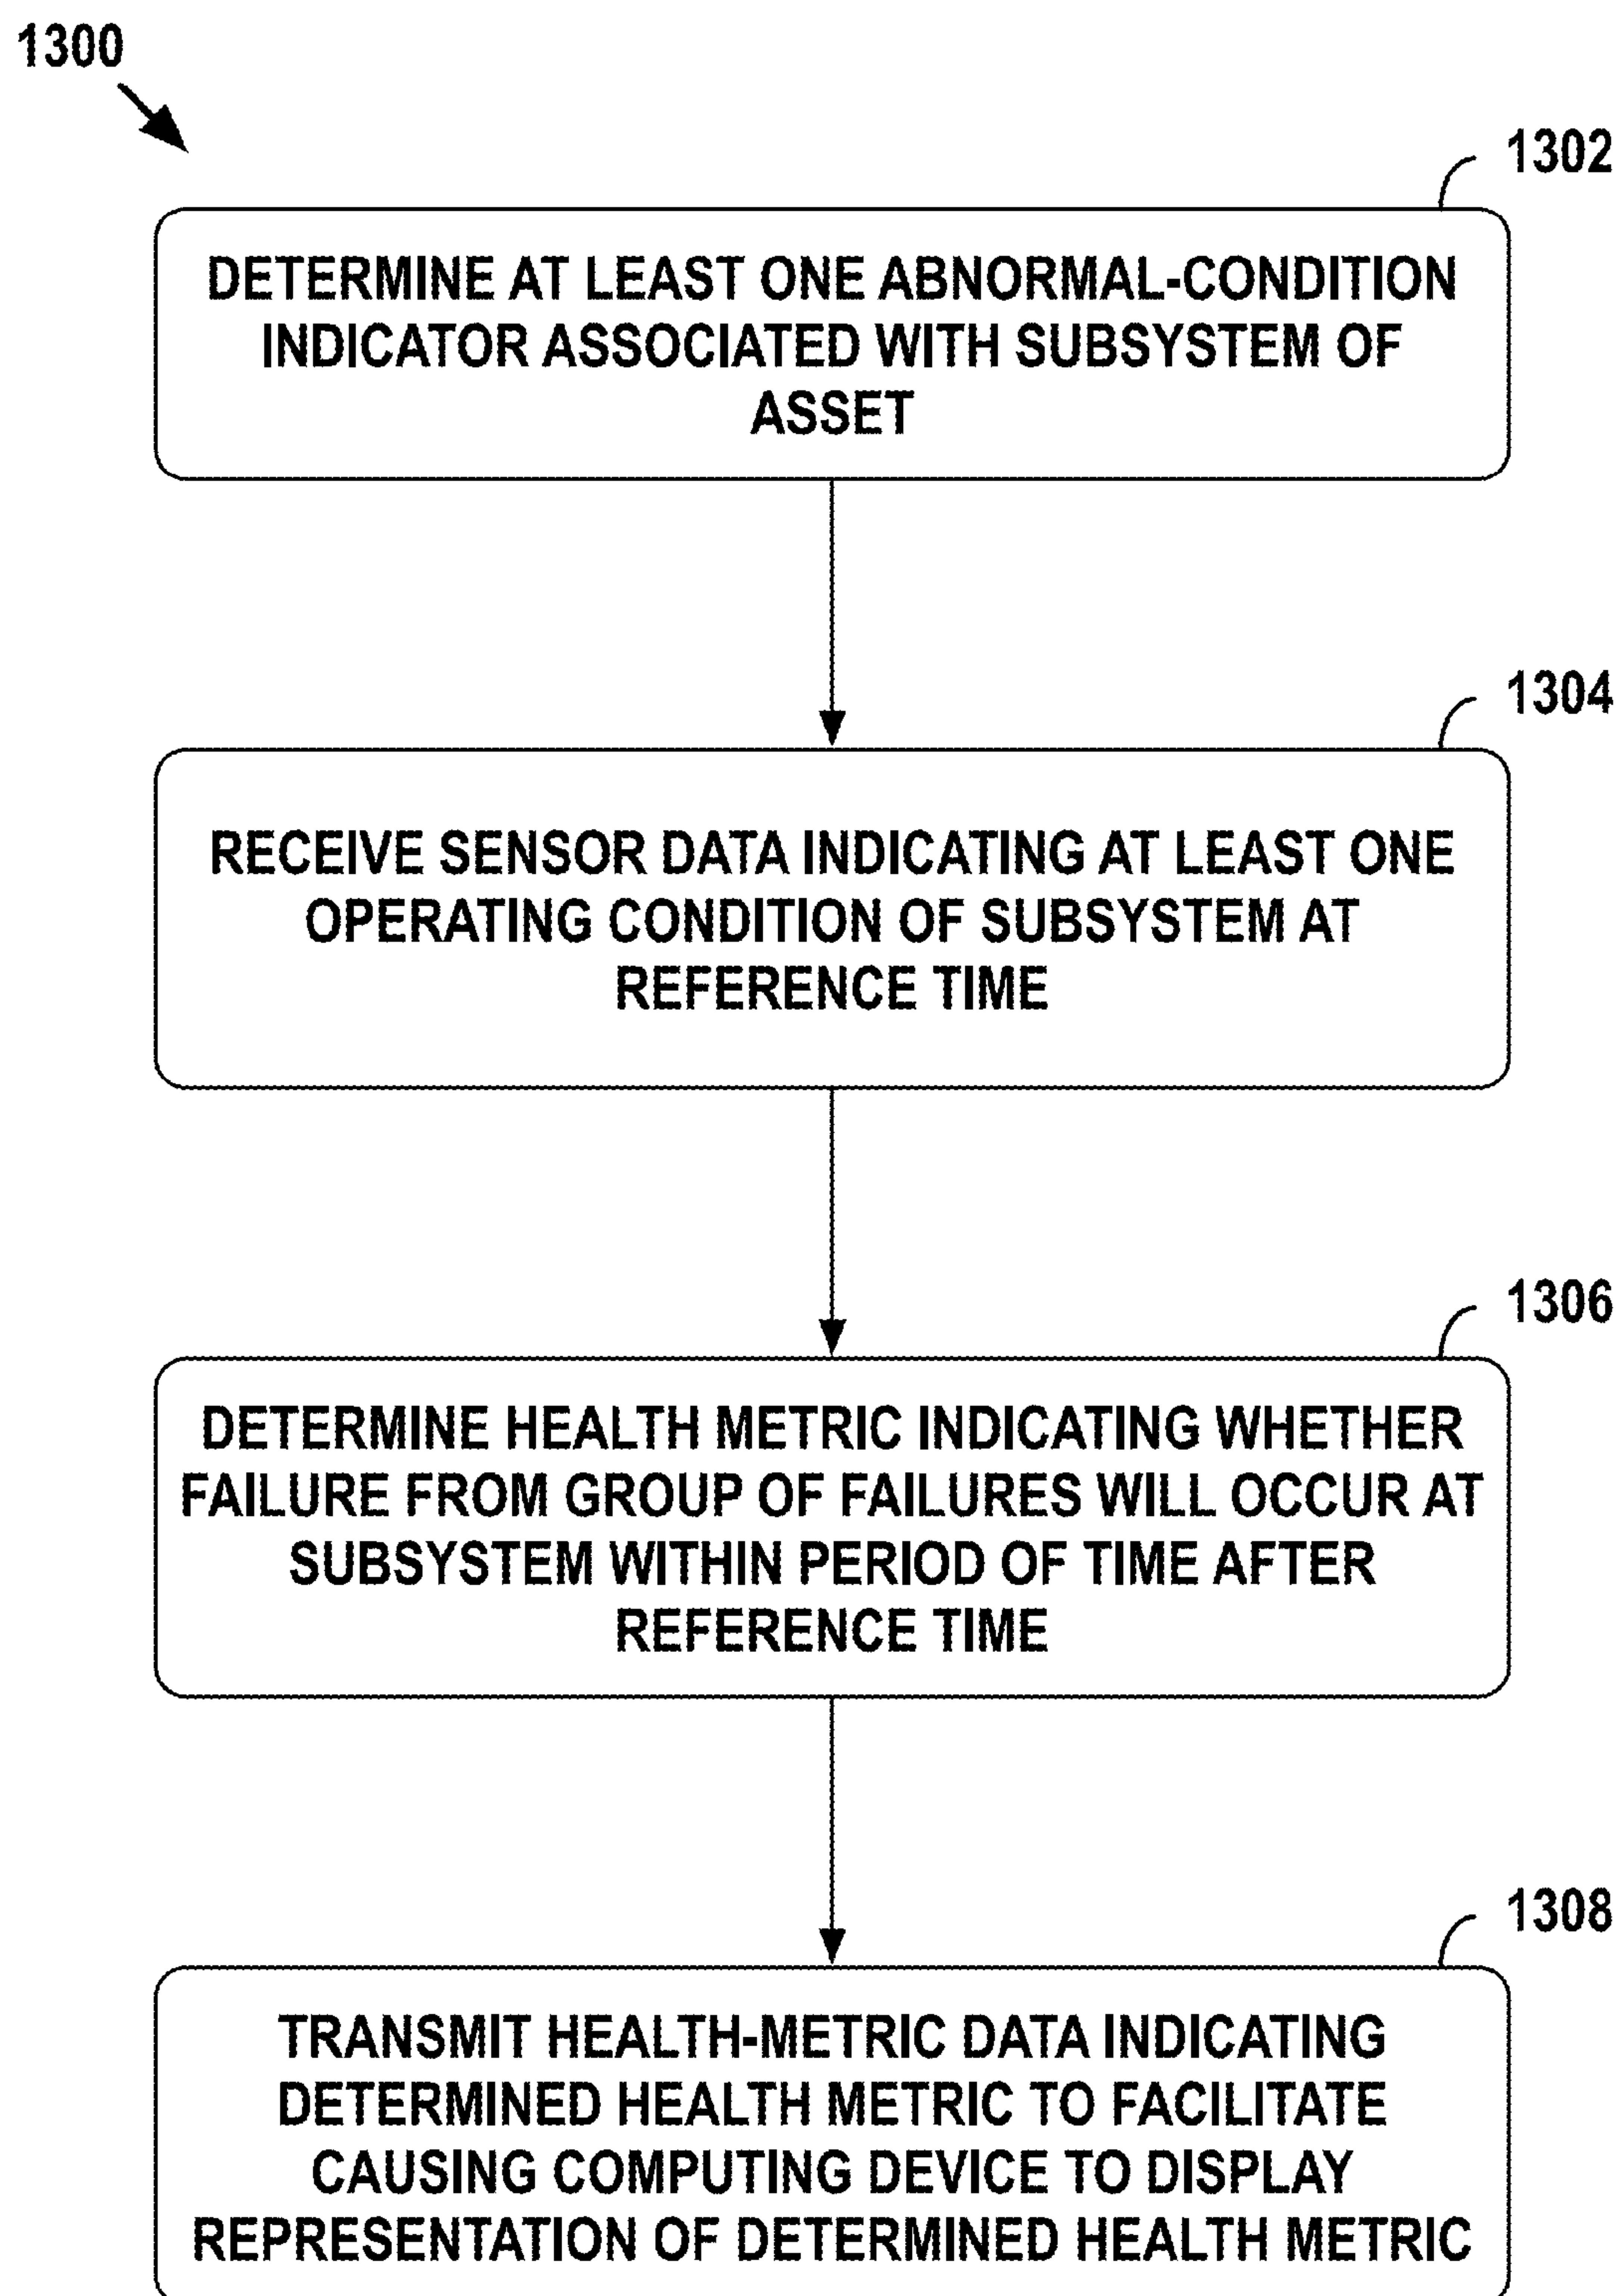 1300
1302
DETERMINE AT LEAST ONE ABNORMAL-CONDITION
INDICATOR ASSOCIATED WITH SUBSYSTEM OF
ASSET
1304
RECEIVE SENSOR DATA INDICATING AT LEAST ONE
OPERATING CONDITION OF SUBSYSTEM AT
REFERENCE TIME
1306
DETERMINE HEALTH METRIC INDICATING WHETHER
FAILURE FROM GROUP OF FAILURES WILL OCCUR AT
SUBSYSTEM WITHIN PERIOD OF TIME AFTER
REFERENCE TIME
1308
TRANSMIT HEALTH-METRIC DATA INDICATING
DETERMINED HEALTH METRIC TO FACILITATE
CAUSING COMPUTING DEVICE TO DISPLAY
REPRESENTATION OF DETERMINED HEALTH METRIC